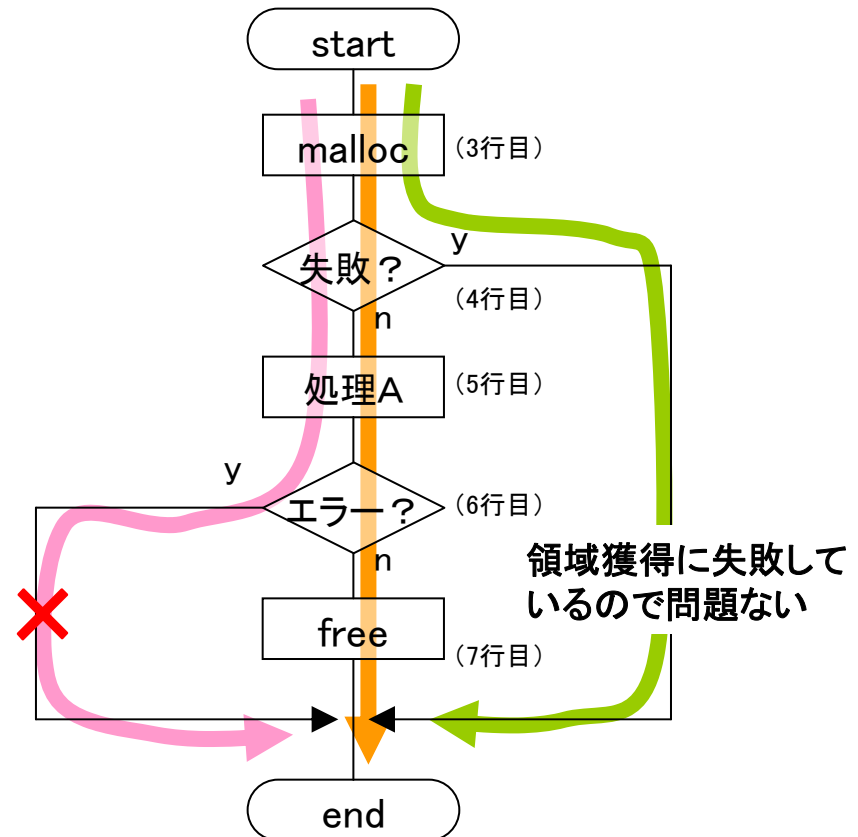 start
malloc
（3行目）
y
失敗？
（4行目）
n
処理A
（5行目）
y
エラー？
（6行目）
n
領域獲得に失敗して
いるので問題ない
free
（7行目）
end